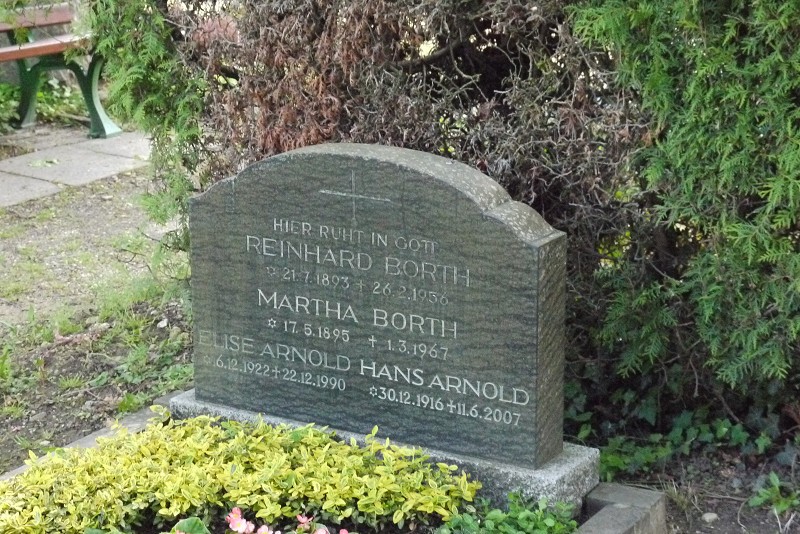 HIER RUHT IN GOTT
REINHARD BORTH
✡ 21.7.1893 + 26.2.1956
MARTHA BORTH
✡ 17.5.1895 + 1.3.1967
ELISE ARNOLD HANS ARNOLD
✡ 6.12.1922 + 22.12.1990 ✡ 30.12.1916 + 11.6.2007